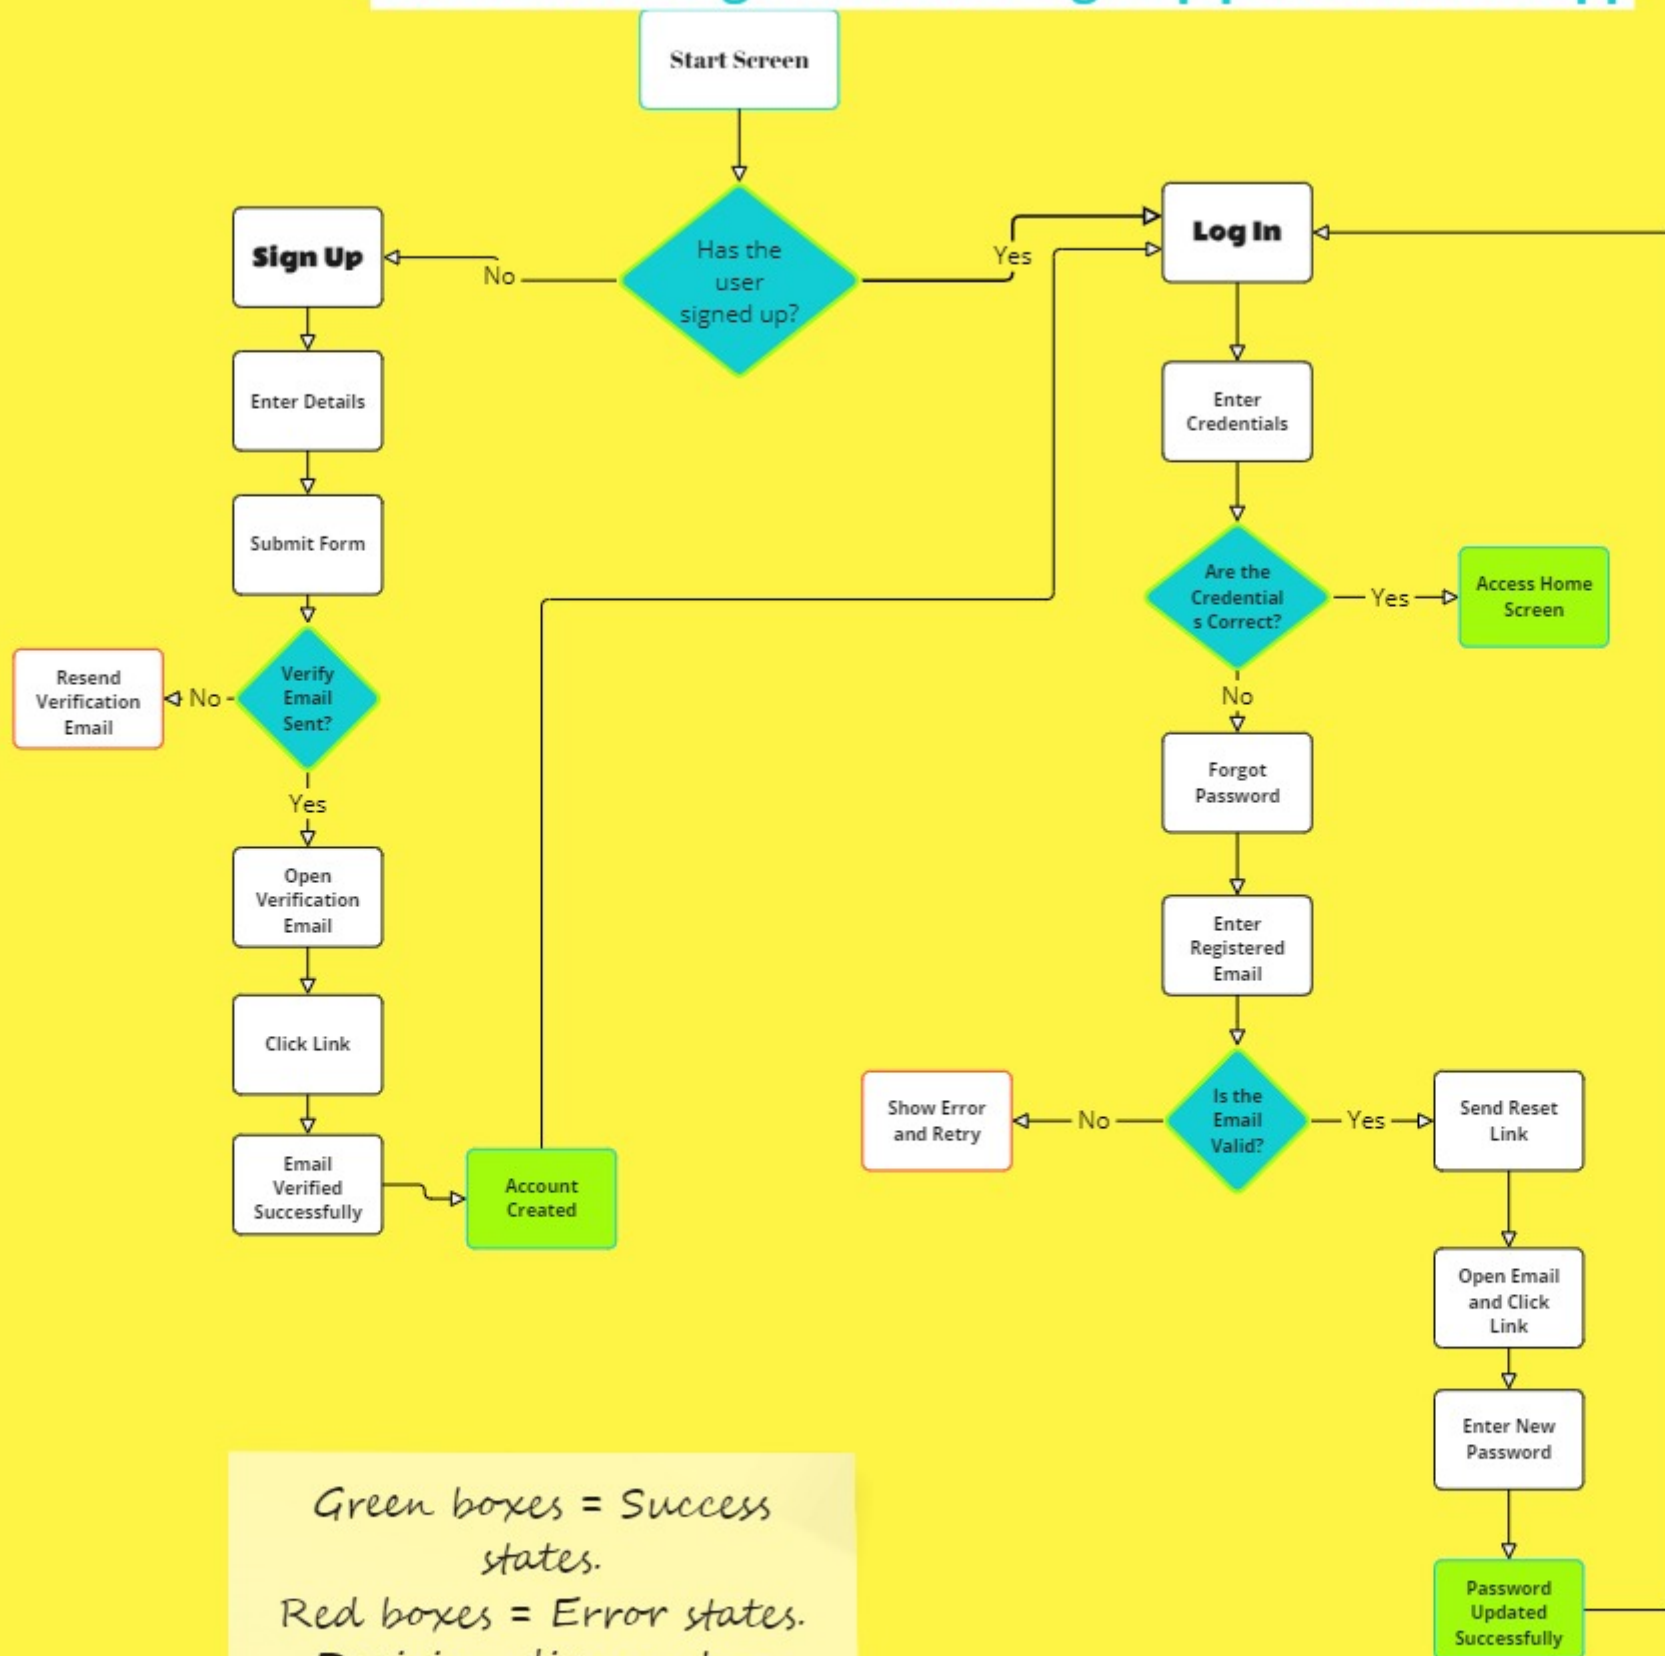 Start Screen
Has the
user
signed up?
No
Yes
Sign Up
Enter Details
Submit Form
Verify
Email
Sent?
No
Resend
Verification
Email
Yes
Open
Verification
Email
Click Link
Email
Verified
Successfully
Account
Created
Log In
Enter
Credentials
Are the
Credential
s Correct?
Yes
Access Home
Screen
No
Forgot
Password
Enter
Registered
Email
Is the
Email
Valid?
No
Show Error
and Retry
Yes
Send Reset
Link
Open Email
and Click
Link
Enter New
Password
Password
Updated
Successfully
Green boxes = Success
states.
Red boxes = Error states.